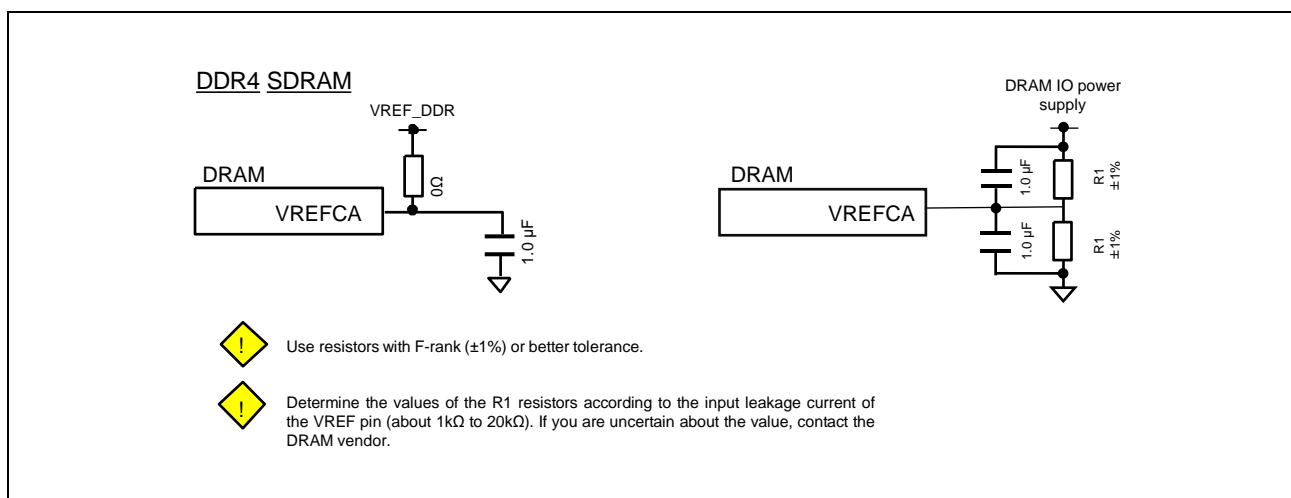 DDR4 SDRAM
VREF_DDR
0Ω
DRAM
VREFCA
1.0 µF
DRAM IO power
supply
DRAM
VREFCA
1.0 µF
R1
±1%
1.0 µF
R1
±1%
! Use resistors with F-rank (±1%) or better tolerance.
! Determine the values of the R1 resistors according to the input leakage current of
the VREF pin (about 1kΩ to 20kΩ). If you are uncertain about the value, contact the
DRAM vendor.